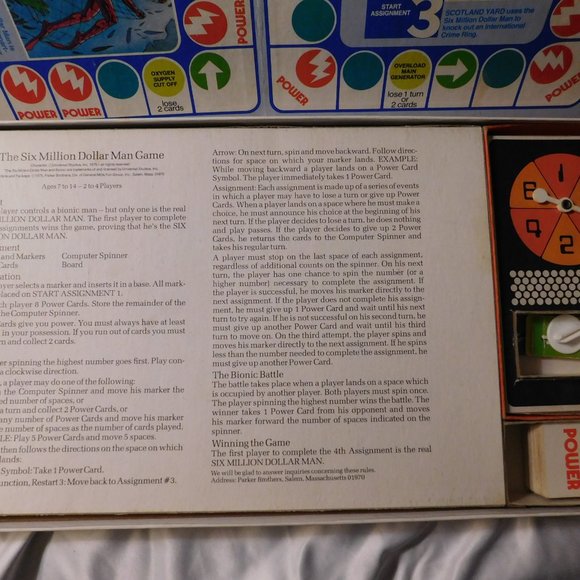 START
ASSIGNMENT
3
SCOTLAND YARD uses the
Six Million Dollar Man to
knock out an international
Crime Ring.
POWER
POWER
POWER
POWER
OXYGEN
SUPPLY
CUT OFF
lose
2 cards
POWER
OVERLOAD
MAIN
GENERATOR
lose 1 turn
or 2 cards
POWER
The Six Million Dollar Man Game
Ages 7 to 14 – 2 to 4 Players
player controls a bionic man – but only one is the real
MILLION DOLLAR MAN. The first player to complete
assignments wins the game, proving that he's the SIX
MILLION DOLLAR MAN.
and Markers Computer Spinner
Cards Board
player selects a marker and inserts it in a base. All mark-
placed on START ASSIGNMENT 1.
each player 8 Power Cards. Store the remainder of the
the Computer Spinner.
Cards give you power. You must always have at
in your possession. If you run out of cards you must
turn and collect 2 cards.
player spinning the highest number goes first. Play con-
a clockwise direction.
a player may do one of the following:
the Computer Spinner and move his marker
number of spaces, or
a turn and collect 2 Power Cards, or
any number of Power Cards and move his marker
the number of spaces as the number of cards played.
Play 5 Power Cards and move 5 spaces.
then follows the directions on the space on which
lands:
Symbol: Take 1 Power Card.
Restart 3: Move back to Assignment #3.
Arrow: On next turn, spin and move backward. Follow direc-
tions for space on which your marker lands. EXAMPLE:
While moving backward a player lands on a Power Card
Symbol. The player immediately takes 1 Power Card.
Assignment: Each assignment is made up of a series of events
in which a player may lose a turn or give up two Power
Cards. When a player lands on a space where he must make a
choice, he must announce his choice at the beginning of his
next turn. If the player decides to lose a turn, he does nothing
and play passes. If the player decides to give up 2 Power
Cards, he returns the cards to the Computer Spinner and
takes his regular turn.
A player must stop on the last space of each assignment,
regardless of additional counts on the spinner. On his next
turn, the player has one chance to spin the number (or a
higher number) necessary to complete the assignment. If
the player is successful, he moves his marker directly to the
next assignment. If the player does not complete his assign-
ment, he must give up 1 Power Card and wait until his next
turn to try again. If he is not successful on his second turn, he
must give up another Power Card and wait until his third
turn to move on. On the third attempt, the player spins and
moves his marker directly to the next assignment. If he spins
less than the number needed to complete the assignment, he
must give up another Power Card.
The Bionic Battle
The battle takes place when a player lands on a space which
is occupied by another player. Both players must spin once.
The player spinning the highest number wins the battle. The
winner takes 1 Power Card from his opponent and moves
his marker forward the number of spaces indicated on the
spinner.
Winning the Game
The first player to complete the 4th Assignment is the real
SIX MILLION DOLLAR MAN.
We will be glad to answer inquiries concerning these rules.
Address: Parker Brothers, Salem, Massachusetts 01970
8
2
4
POWER